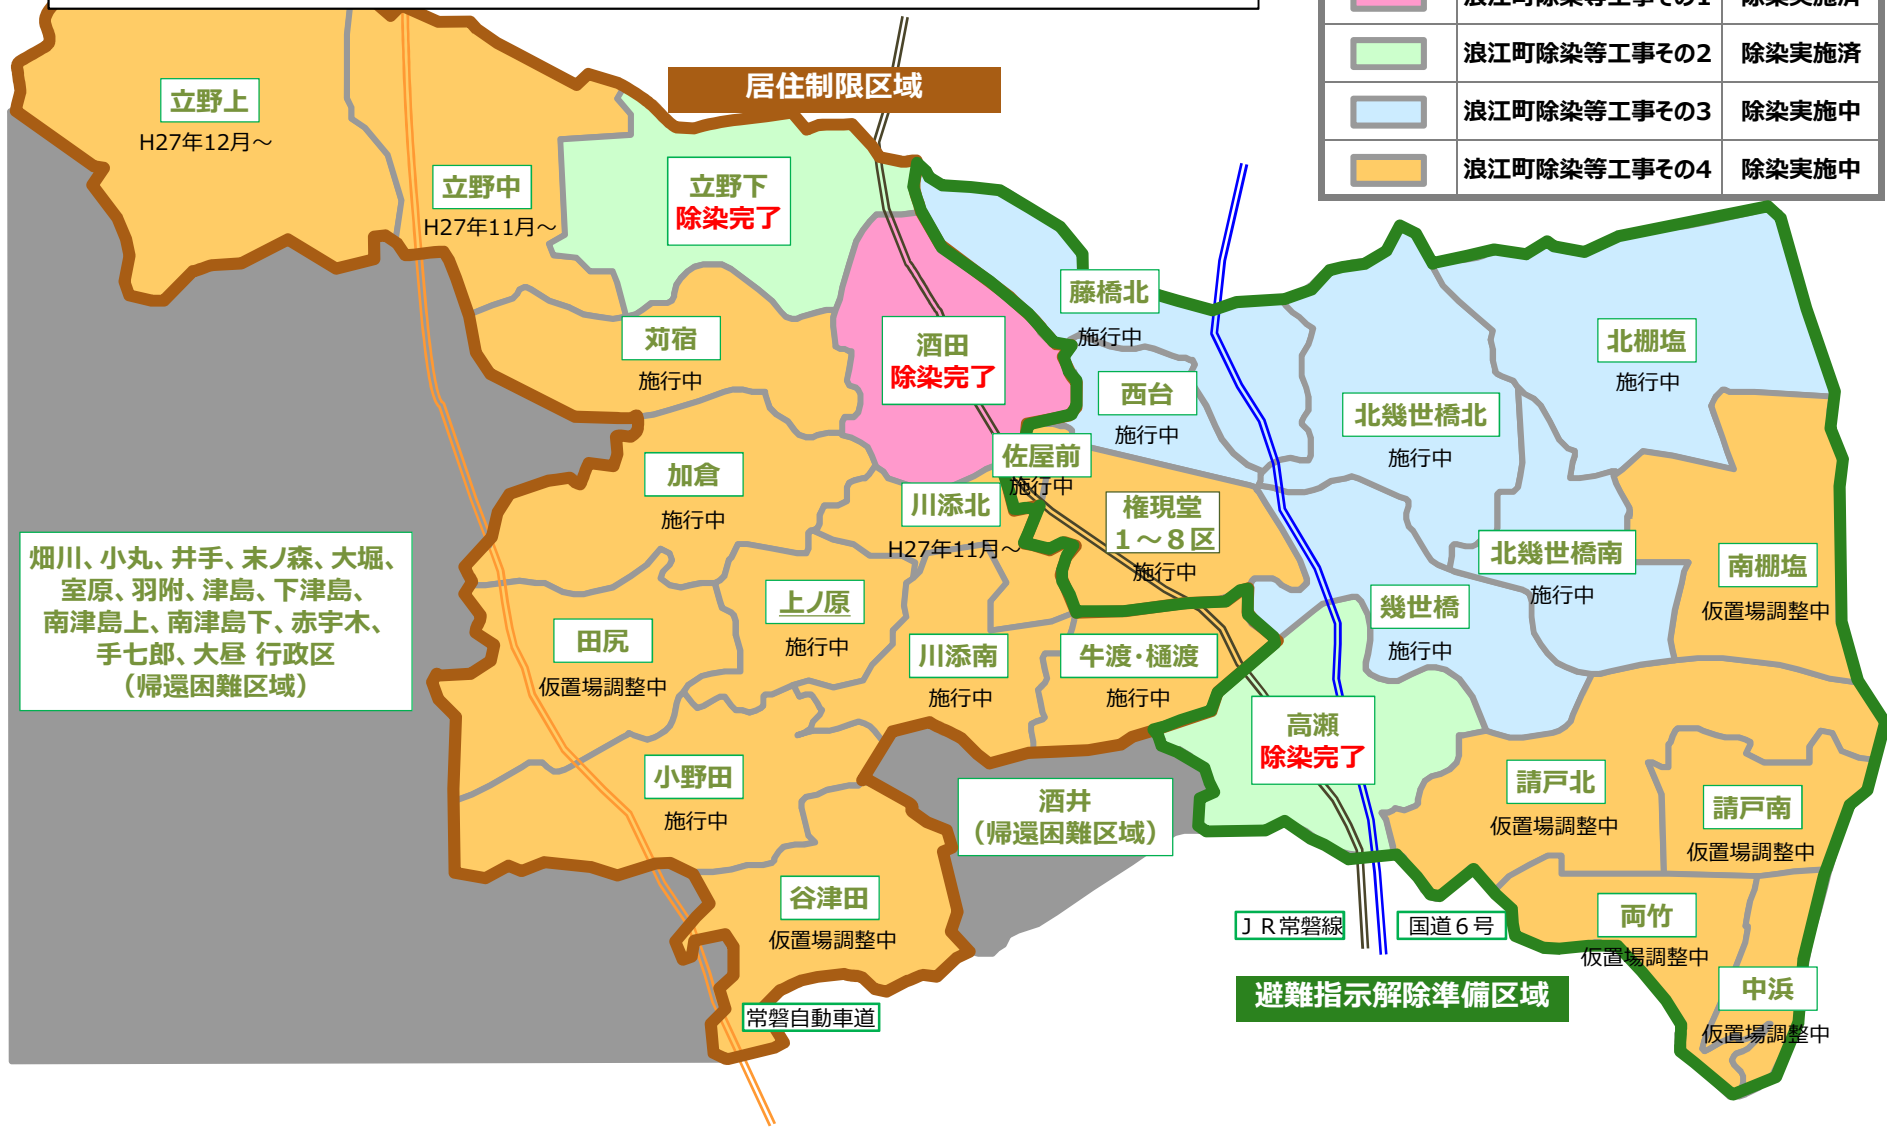 浪江町除染等工事その1 除染実施済
浪江町除染等工事その2 除染実施済
浪江町除染等工事その3 除染実施中
浪江町除染等工事その4 除染実施中
居住制限区域
立野上
H27年12月～
立野中
H27年11月～
立野下
除染完了
苅宿
施行中
酒田
除染完了
藤橋北
施行中
西台
施行中
北幾世橋北
施行中
北棚塩
施行中
加倉
施行中
川添北
H27年11月～
佐屋前
施行中
権現堂
１～８区
施行中
北幾世橋南
施行中
南棚塩
仮置場調整中
畑川、小丸、井手、末ノ森、大堀、
室原、羽附、津島、下津島、
南津島上、南津島下、赤宇木、
手七郎、大昼 行政区
（帰還困難区域）
田尻
仮置場調整中
上ノ原
施行中
川添南
施行中
牛渡･樋渡
施行中
幾世橋
施行中
小野田
施行中
酒井
（帰還困難区域）
高瀬
除染完了
請戸北
仮置場調整中
請戸南
仮置場調整中
谷津田
仮置場調整中
両竹
仮置場調整中
中浜
仮置場調整中
ＪＲ常磐線
国道６号
避難指示解除準備区域
常磐自動車道